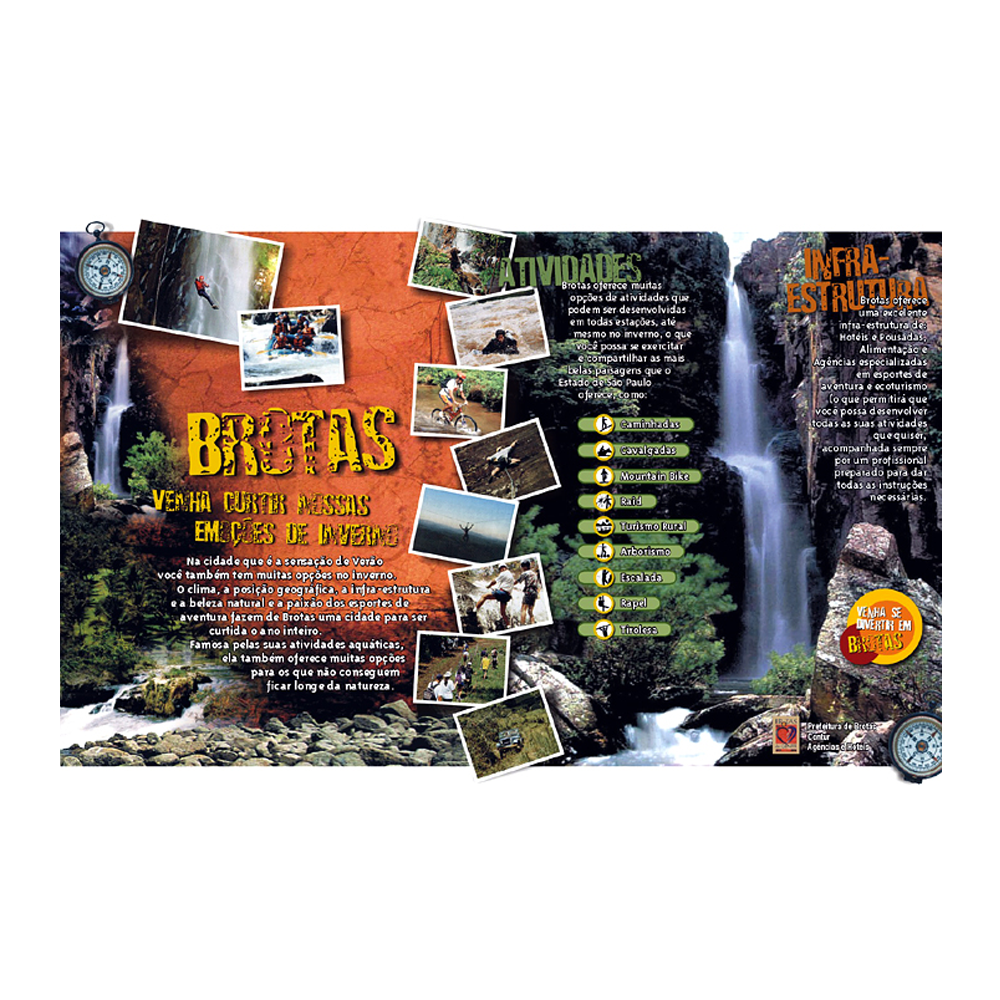 BROTAS
VENHA CURTIR NESSAS
EMOÇÕES DE INVERNO
Na cidade que é a sensação de Verão
você também tem muitas opções no inverno.
O clima, a posição geográfica, a infra-estrutura
e a beleza natural e a paixão dos esportes de
aventura fazem de Brotas uma cidade para ser
curtida o ano inteiro.
Famosa pelas suas atividades aquáticas,
ela também oferece muitas opções
para os que não conseguem
ficar longe da natureza.
ATIVIDADES
Brotas oferece muitas
opções de atividades que
podem ser desenvolvidas
em todas estações, até
mesmo no inverno, o que
você possa se exercitar
e compartilhar as mais
belas paisagens que o
Estado de São Paulo
oferece, como:
Caminhadas
Cavalgadas
Mountain Bike
Raid
Turismo Rural
Arborismo
Escalada
Rapel
Tirolesa
INFRA-
ESTRUTURA
Brotas oferece
uma excelente
infra-estrutura de:
Hotéis e Pousadas,
Alimentação e
Agências especializadas
em esportes de
aventura e ecoturismo
(o que permitirá que
você possa desenvolver
todas as suas atividades
que quiser,
acompanhada sempre
por um profissional
preparado para dar
todas as instruções
necessárias.
VENHA SE
DIVERTIR EM
BROTAS
Prefeitura de Brotas
Contur
Agências e Hotéis